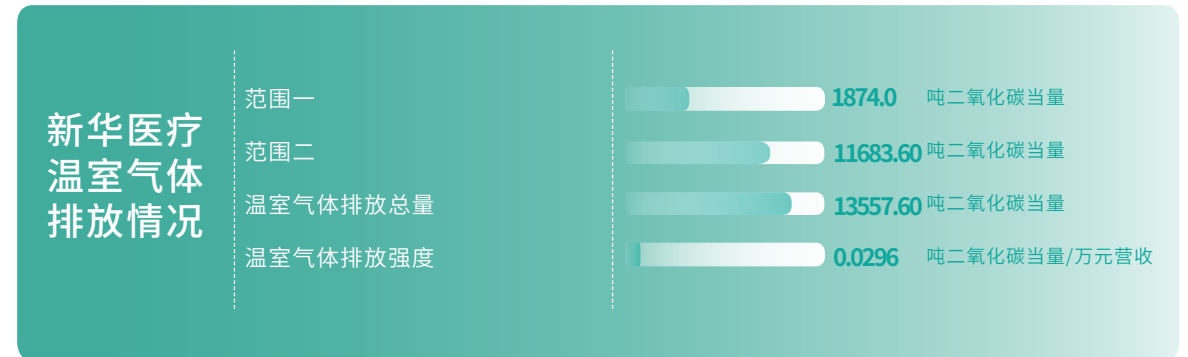 新华医疗
温室气体
排放情况
范围一 1874.0 吨二氧化碳当量
范围二 11683.60 吨二氧化碳当量
温室气体排放总量 13557.60 吨二氧化碳当量
温室气体排放强度 0.0296 吨二氧化碳当量/万元营收